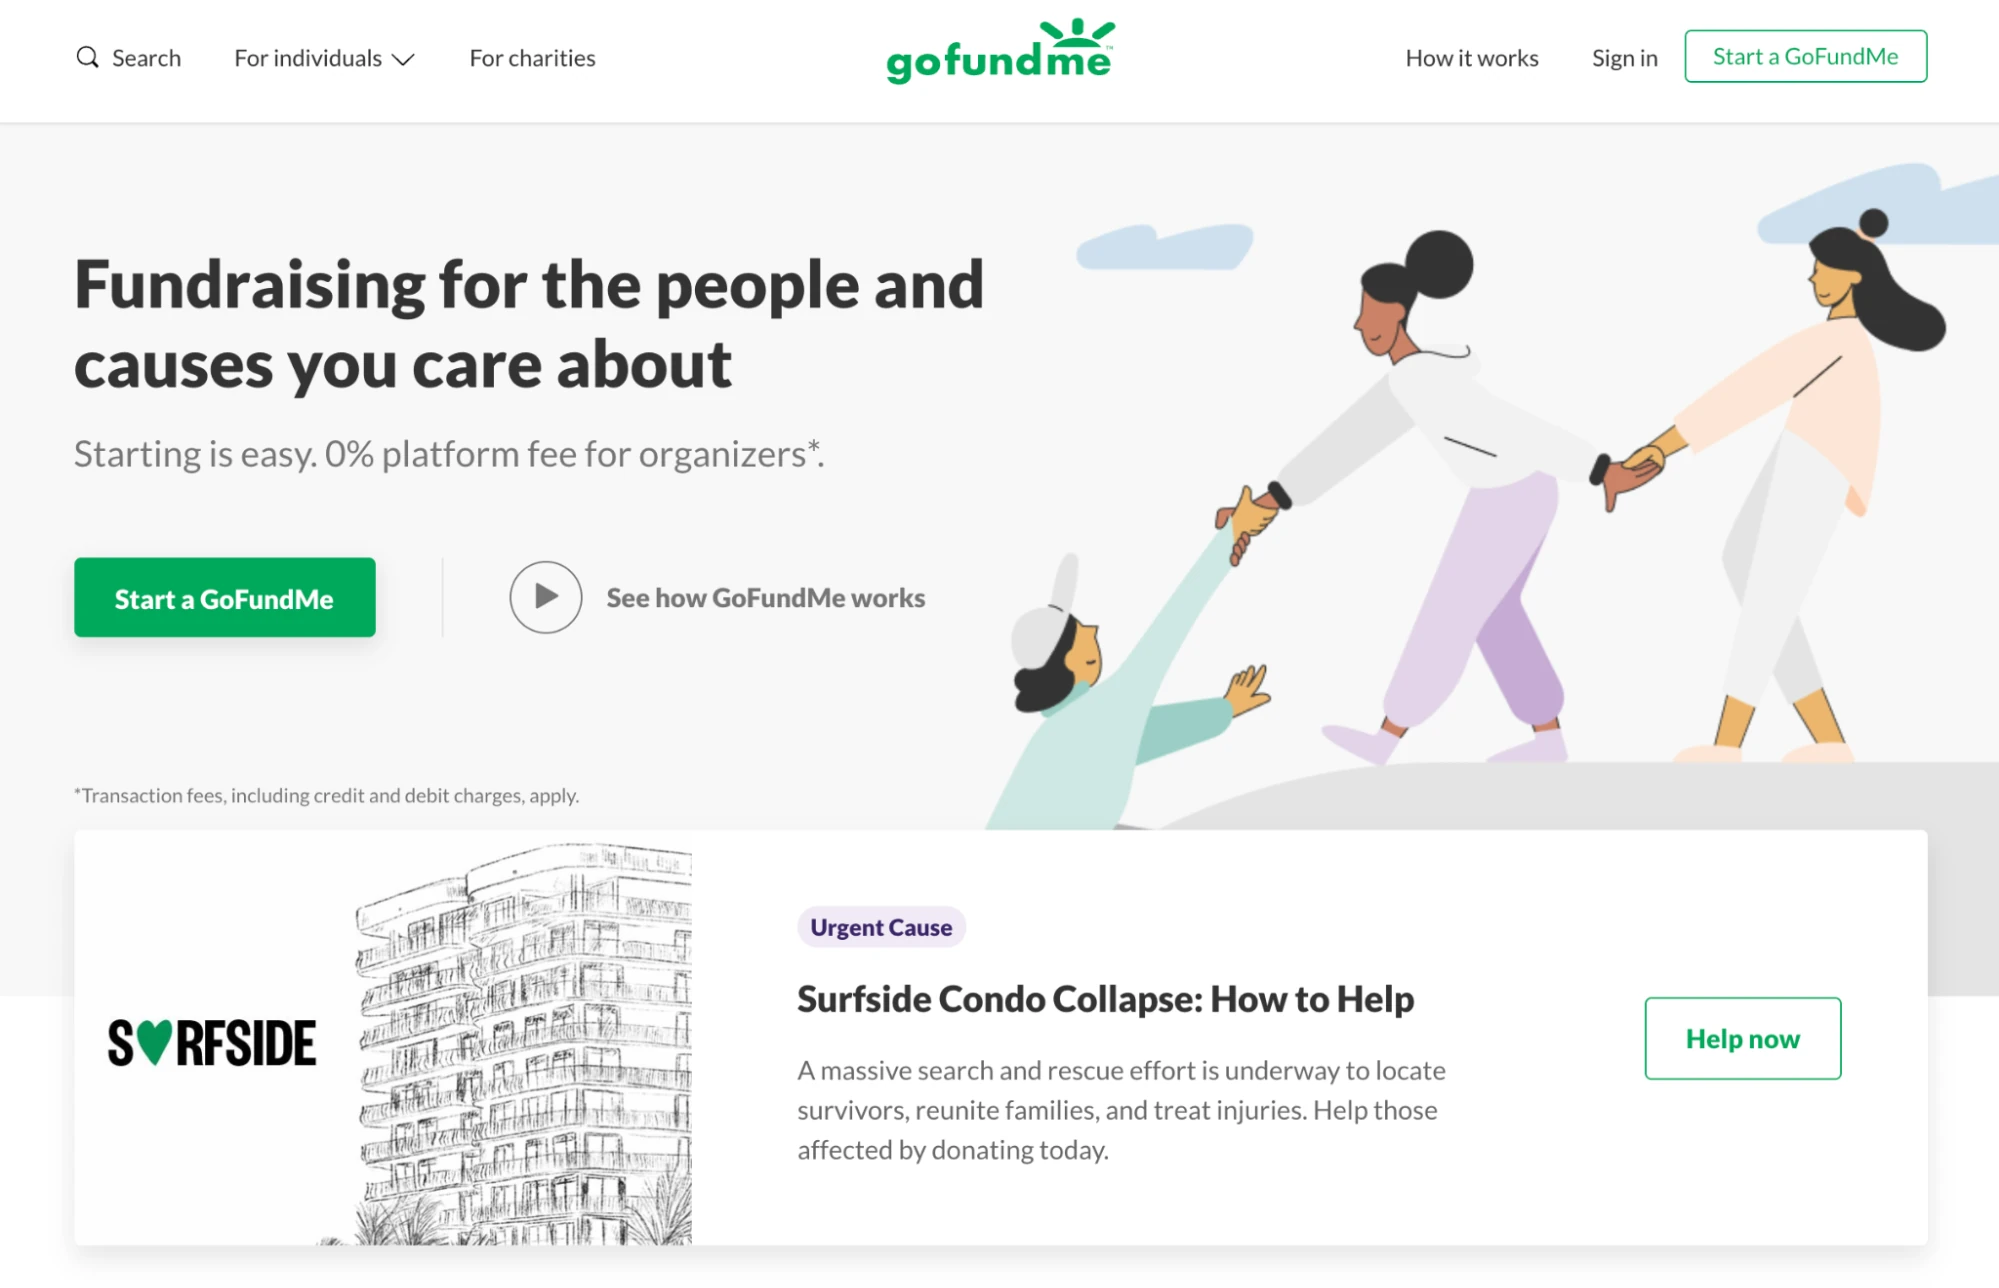 Search
For individuals
For charities
gofundme™
How it works
Sign in
Start a GoFundMe
Fundraising for the people and
causes you care about
Starting is easy. 0% platform fee for organizers*.
Start a GoFundMe
See how GoFundMe works
*Transaction fees, including credit and debit charges, apply.
S♥RFSIDE
Urgent Cause
Surfside Condo Collapse: How to Help
A massive search and rescue effort is underway to locate
survivors, reunite families, and treat injuries. Help those
affected by donating today.
Help now